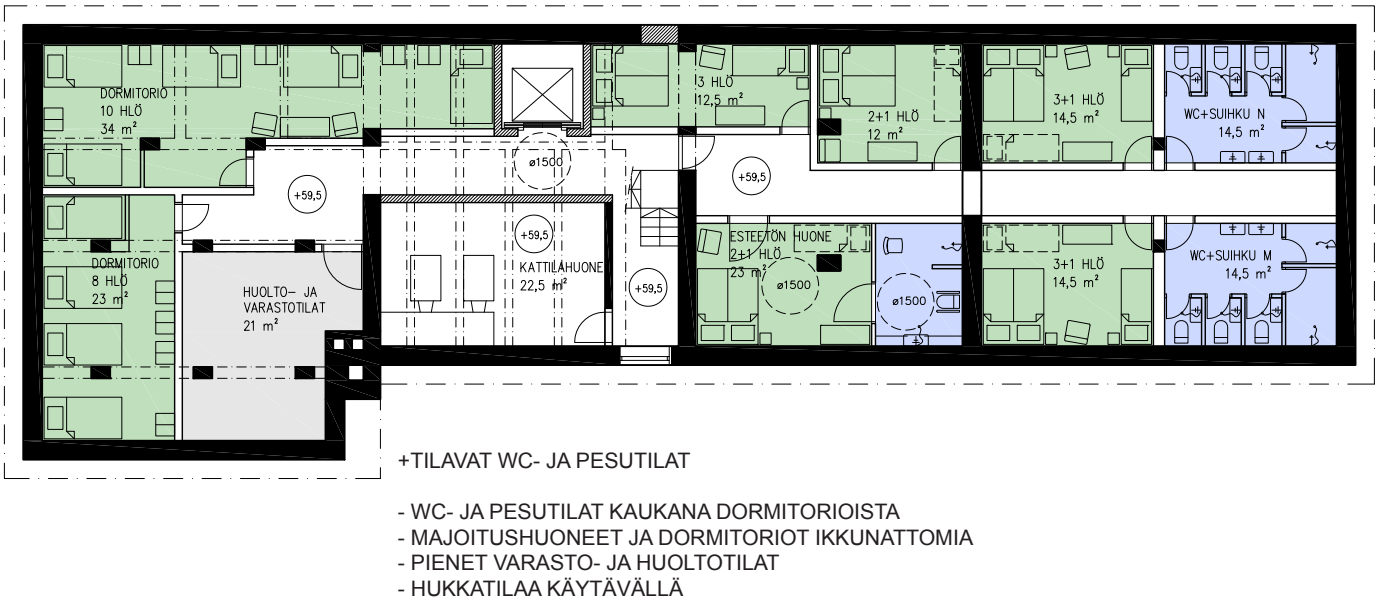 DORMITORIO
10 HLÖ
34 m²
3 HLÖ
12,5 m²
2+1 HLÖ
12 m²
3+1 HLÖ
14,5 m²
WC+SUIHKU N
14,5 m²
ø1500
+59,5
+59,5
DORMITORIO
8 HLÖ
23 m²
HUOLTO- JA
VARASTOTILAT
21 m²
+59,5
KATTILAHUONE
22,5 m²
+59,5
ESTEETÖN HUONE
2+1 HLÖ
23 m²
ø1500
ø1500
3+1 HLÖ
14,5 m²
WC+SUIHKU M
14,5 m²
+TILAVAT WC- JA PESUTILAT
- WC- JA PESUTILAT KAUKANA DORMITORIOISTA
- MAJOITUSHUONEET JA DORMITORIOT IKKUNATTOMIA
- PIENET VARASTO- JA HUOLTOTILAT
- HUKKATILAA KÄYTÄVÄLLÄ